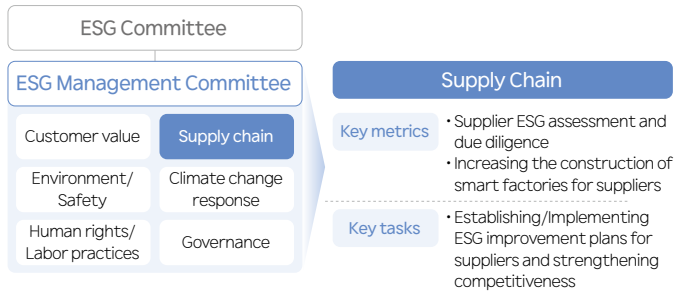 ESG Committee
ESG Management Committee
Customer value
Supply chain
Environment/
Safety
Climate change
response
Human rights/
Labor practices
Governance
Supply Chain
Key metrics
• Supplier ESG assessment and
due diligence
• Increasing the construction of
smart factories for suppliers
Key tasks
• Establishing/Implementing
ESG improvement plans for
suppliers and strengthening
competitiveness